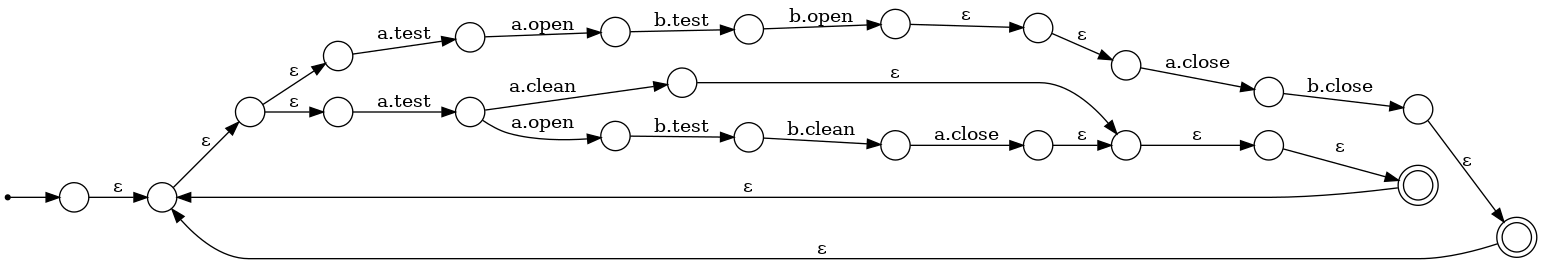 ε
ε
ε
a.test
a.open
b.test
b.open
ε
ε
a.close
b.close
ε
ε
a.test
a.clean
ε
a.open
b.test
b.clean
a.close
ε
ε
ε
ε
ε